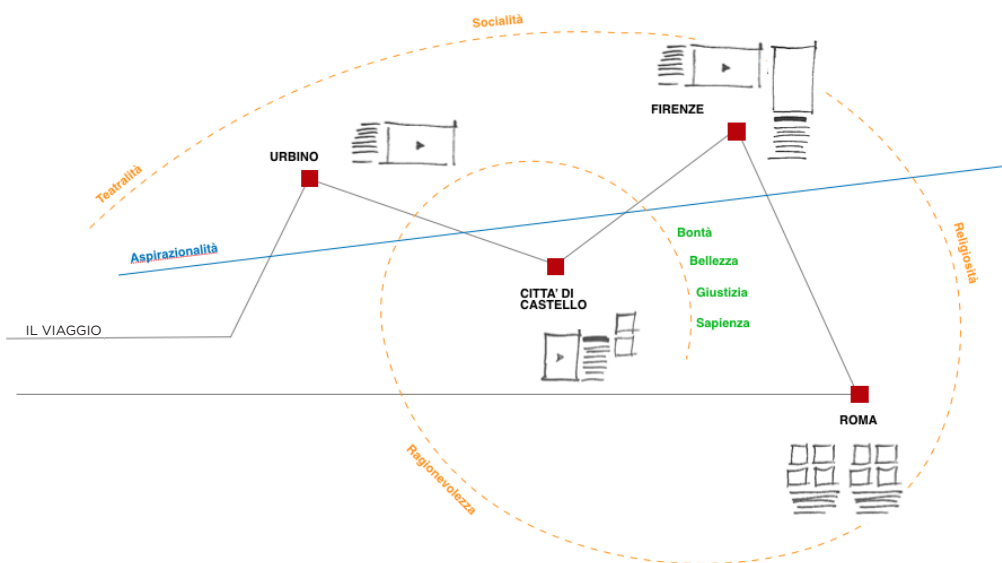 Socialità
FIRENZE
URBINO
Teatralità
Religiosità
Bontà
Aspirazionalità
Bellezza
CITTA' DI
CASTELLO
Giustizia
Sapienza
IL VIAGGIO
ROMA
Ragionevolezza